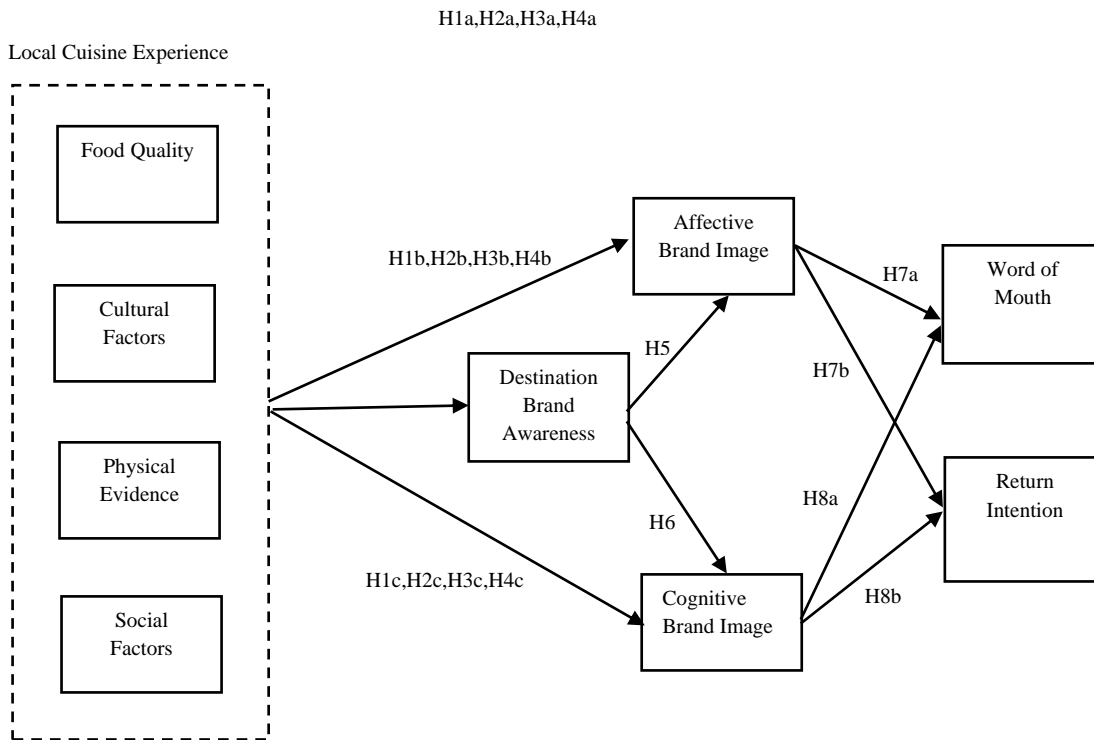 H1a,H2a,H3a,H4a
Local Cuisine Experience
Food Quality
Cultural
Factors
Physical
Evidence
Social
Factors
H1b,H2b,H3b,H4b
H1c,H2c,H3c,H4c
Destination
Brand
Awareness
H5
H6
Affective
Brand Image
Cognitive
Brand Image
H7a
H7b
H8a
H8b
Word of
Mouth
Return
Intention